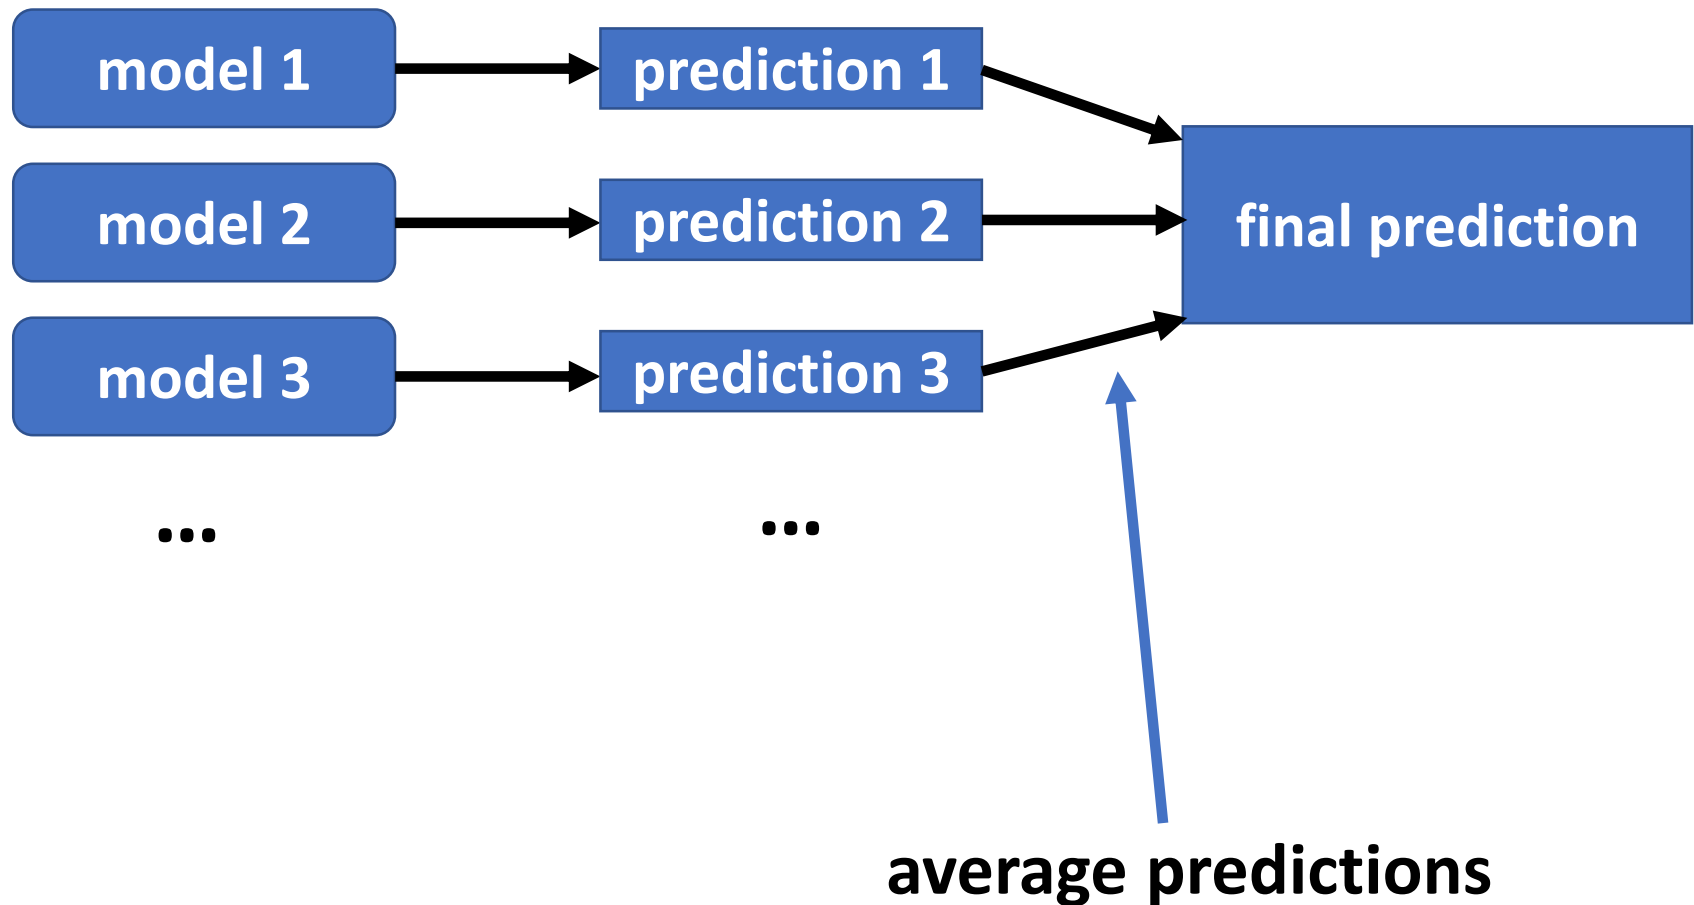 model 1
prediction 1
model 2
prediction 2
final prediction
model 3
prediction 3
...
...
average predictions